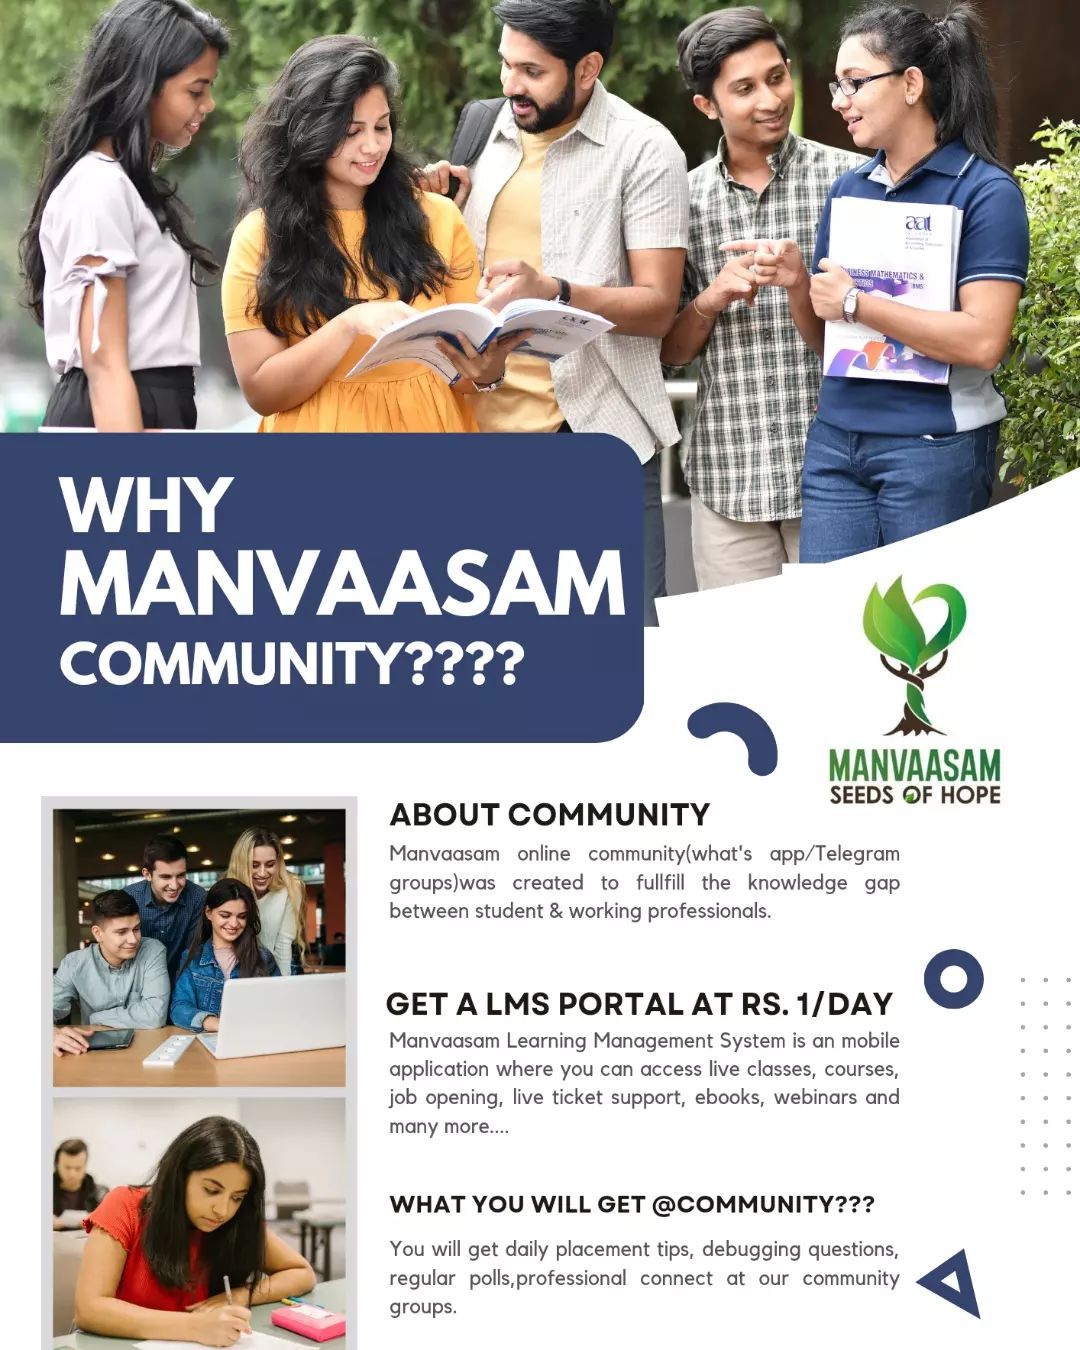 aat
BUSINESS MATHEMATICS &
aat
WHY
MANVAASAM
COMMUNITY????
MANVAASAM
SEEDS OF HOPE
ABOUT COMMUNITY
Manvaasam online community(what's app/Telegram
groups)was created to fullfill the knowledge gap
between student & working professionals.
GET A LMS PORTAL AT RS. 1/DAY
Manvaasam Learning Management System is an mobile
application where you can access live classes, courses,
job opening, live ticket support, ebooks, webinars and
many more....
WHAT YOU WILL GET @COMMUNITY???
You will get daily placement tips, debugging questions,
regular polls,professional connect at our community
groups.